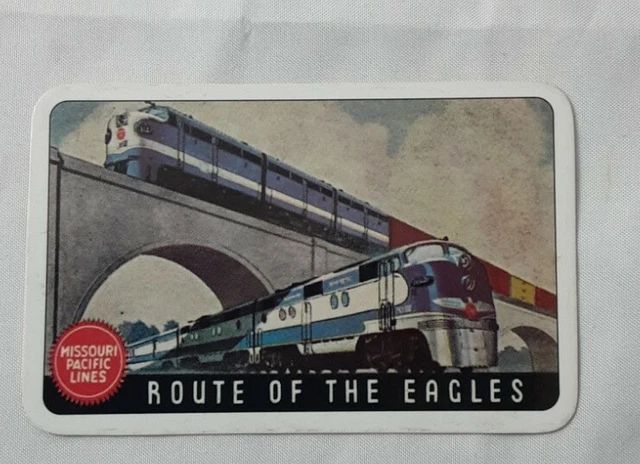 MISSOURI
PACIFIC
LINES
ROUTE OF THE EAGLES